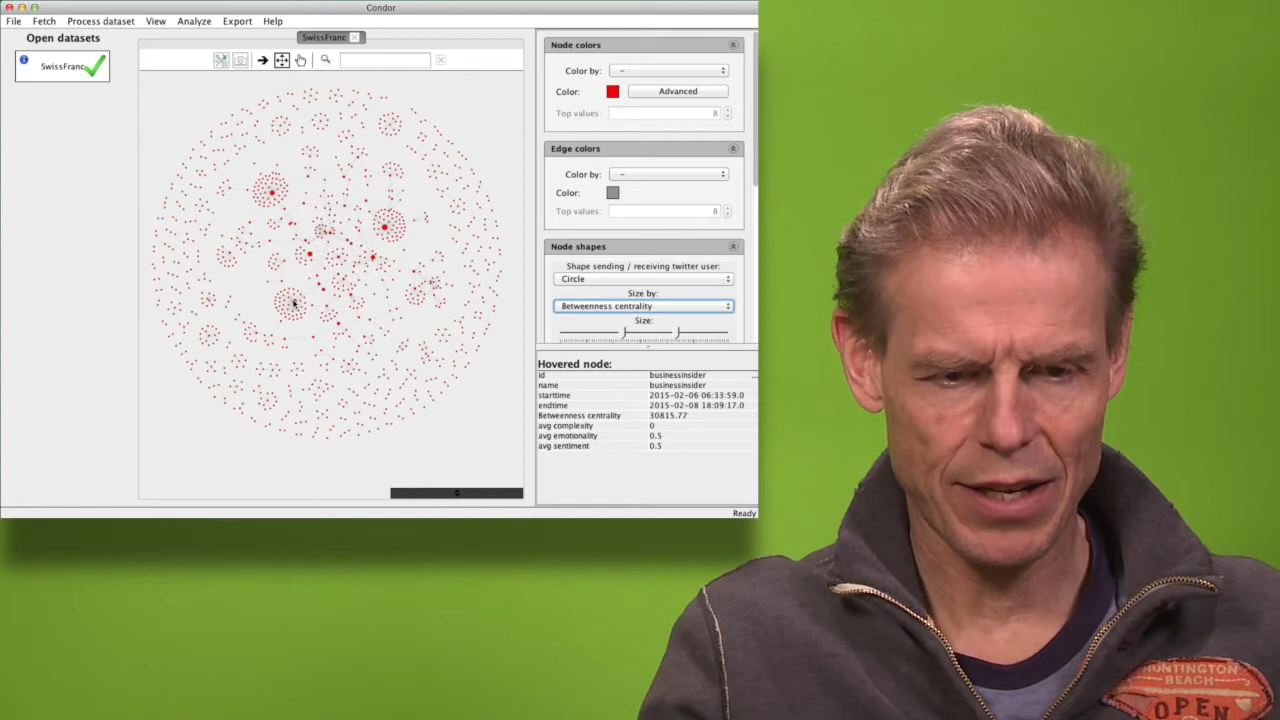 Condor
File Fetch Process dataset View Analyze Export Help
Open datasets
SwissFranc
SwissFranc
Node colors
Color by: –
Color: Advanced
Top values: 8
Edge colors
Color by: –
Color:
Top values: 8
Node shapes
Shape sending / receiving twitter user:
Circle
Size by:
Betweenness centrality
Size:
Hovered node:
id businessinsider ...
name businessinsider
starttime 2015-02-06 06:33:59.0
endtime 2015-02-08 18:09:17.0
Betweenness centrality 30815.77
avg complexity 0
avg emotionality 0.5
avg sentiment 0.5
Ready
HUNTINGTON
BEACH
OPEN